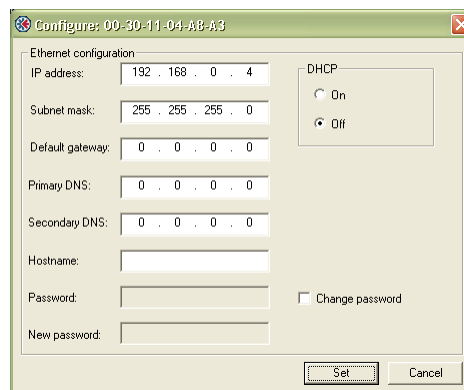 Configure: 00-30-11-04-A8-A3
Ethernet configuration
IP address: 192 . 168 . 0 . 4
DHCP
On
Subnet mask: 255 . 255 . 255 . 0
Off
Default gateway: 0 . 0 . 0 . 0
Primary DNS: 0 . 0 . 0 . 0
Secondary DNS: 0 . 0 . 0 . 0
Hostname:
Password:
Change password
New password:
Set
Cancel